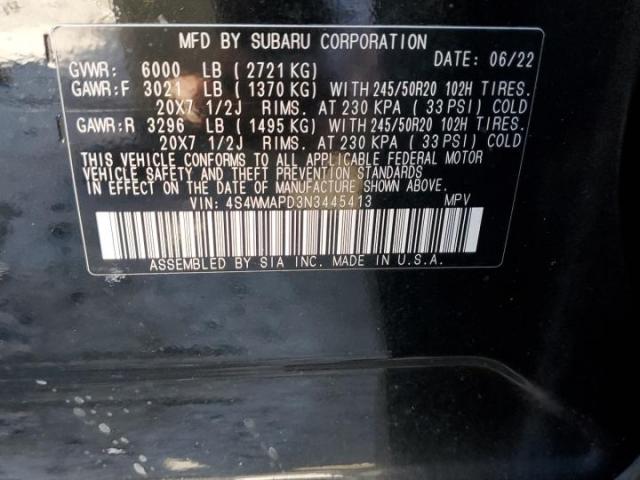 MFD BY SUBARU CORPORATION
DATE: 06/22
GVWR: 6000 LB ( 2721 KG)
GAWR:F 3021 LB ( 1370 KG) WITH 245/50R20 102H TIRES.
20X7 1/2J RIMS. AT 230 KPA ( 33 PSI) COLD
GAWR:R 3296 LB ( 1495 KG) WITH 245/50R20 102H TIRES.
20X7 1/2J RIMS. AT 230 KPA ( 33 PSI) COLD
THIS VEHICLE CONFORMS TO ALL APPLICABLE FEDERAL MOTOR
VEHICLE SAFETY AND THEFT PREVENTION STANDARDS
IN EFFECT ON THE DATE OF MANUFACTURE SHOWN ABOVE.
VIN: 4S4WMAPD3N3445413 MPV
ASSEMBLED BY SIA INC. MADE IN U.S.A.